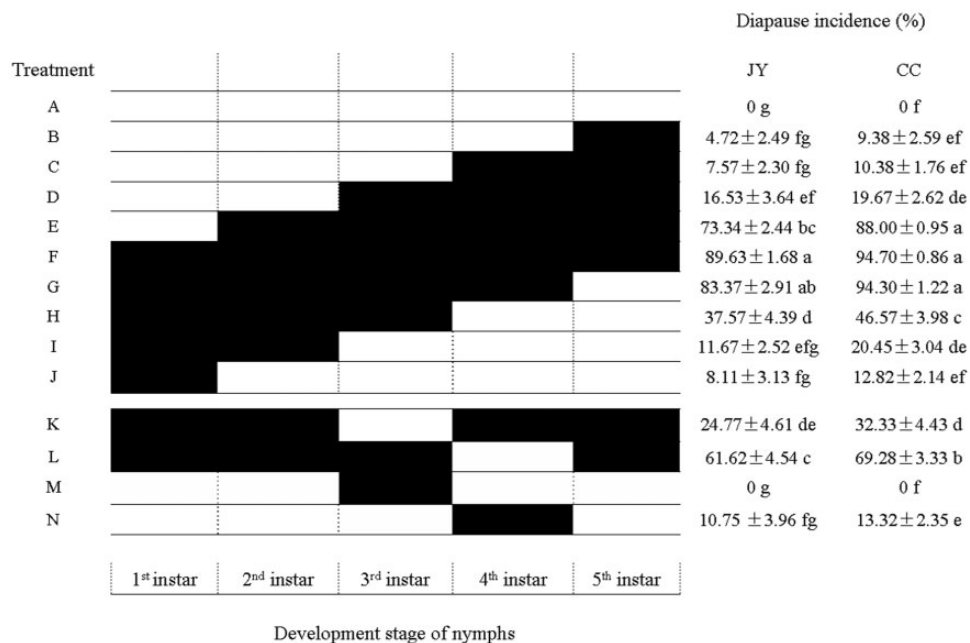 Diapause incidence (%)
Treatment JY CC
A 0 g 0 f
B 4.72±2.49 fg 9.38±2.59 ef
C 7.57±2.30 fg 10.38±1.76 ef
D 16.53±3.64 ef 19.67±2.62 de
E 73.34±2.44 bc 88.00±0.95 a
F 89.63±1.68 a 94.70±0.86 a
G 83.37±2.91 ab 94.30±1.22 a
H 37.57±4.39 d 46.57±3.98 c
I 11.67±2.52 efg 20.45±3.04 de
J 8.11±3.13 fg 12.82±2.14 ef
K 24.77±4.61 de 32.33±4.43 d
L 61.62±4.54 c 69.28±3.33 b
M 0 g 0 f
N 10.75 ±3.96 fg 13.32±2.35 e
1st instar 2nd instar 3rd instar 4th instar 5th instar
Development stage of nymphs